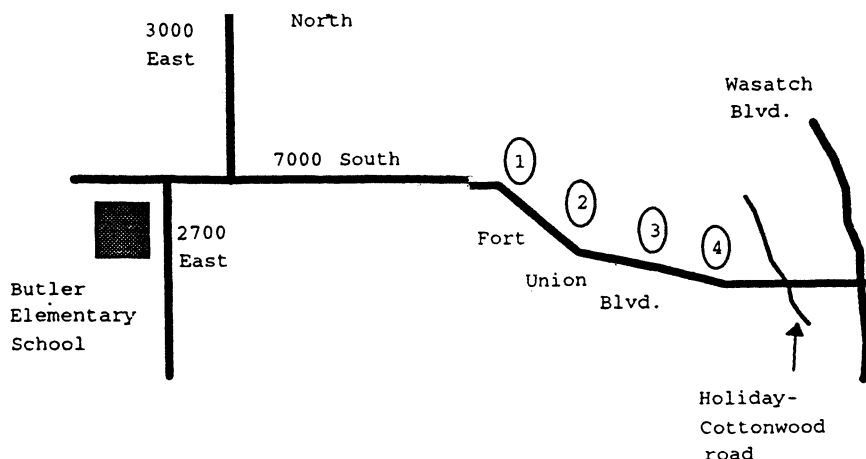 3000
East
North
Wasatch
Blvd.
7000 South
1
2
3
4
2700
East
Fort
Union
Blvd.
Butler
Elementary
School
Holiday-
Cottonwood
road